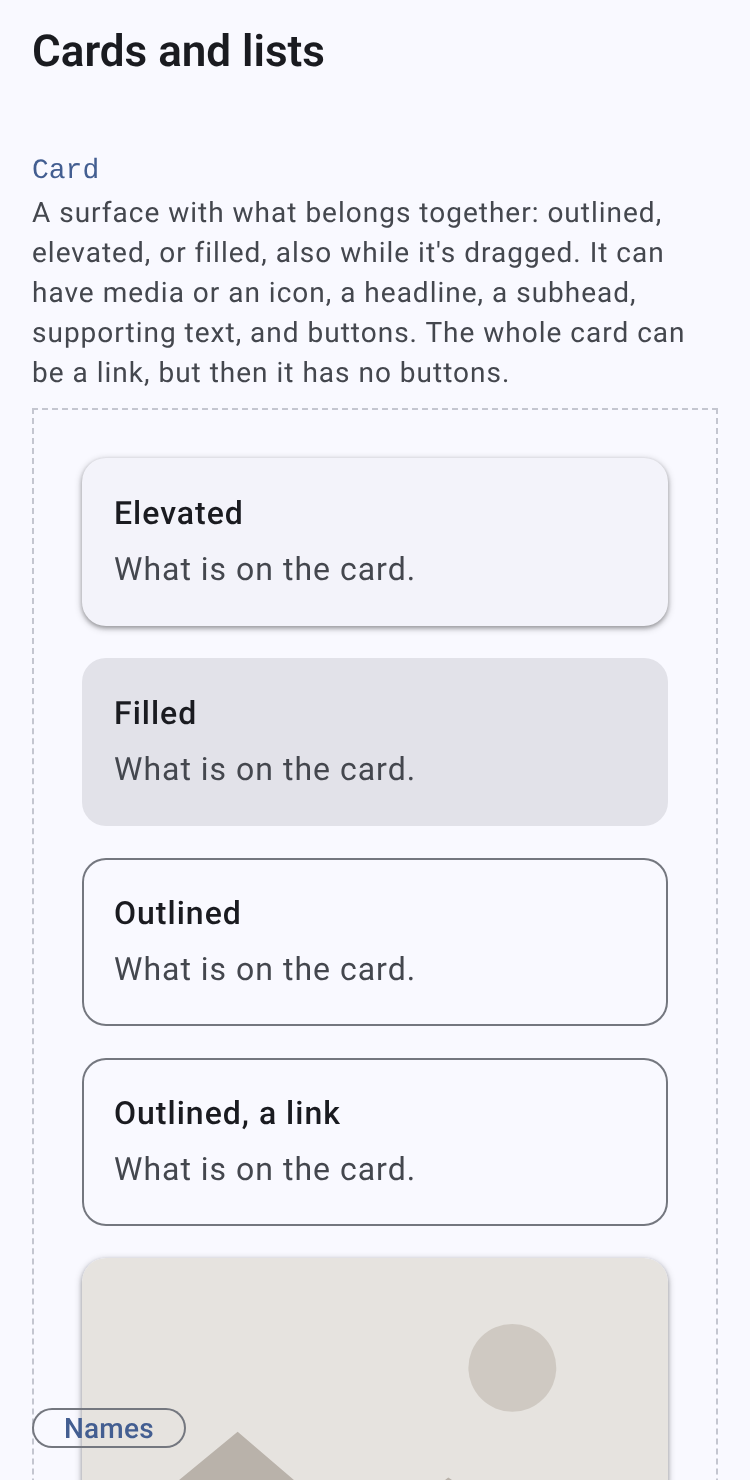 Cards and lists
Card
A surface with what belongs together: outlined,
elevated, or filled, also while it's dragged. It can
have media or an icon, a headline, a subhead,
supporting text, and buttons. The whole card can
be a link, but then it has no buttons.
Elevated
What is on the card.
Filled
What is on the card.
Outlined
What is on the card.
Outlined, a link
What is on the card.
Names